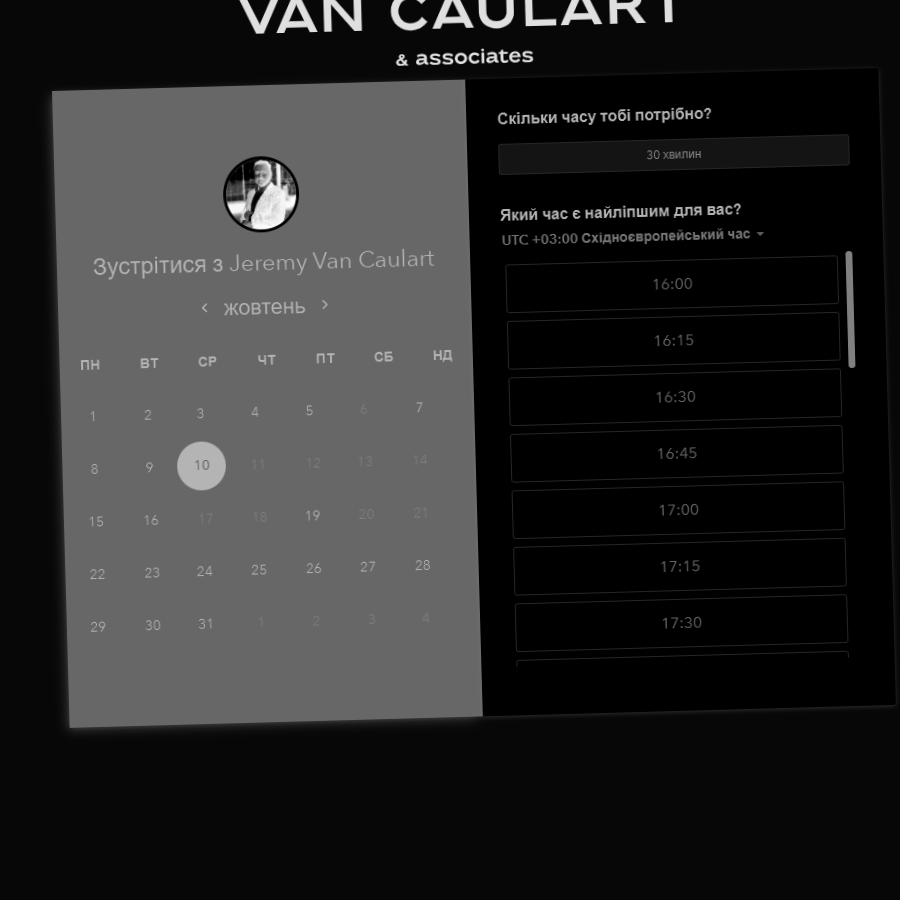 VAN CAULART
& associates
Зустрітися з Jeremy Van Caulart
жовтень
ПН ВТ СР ЧТ ПТ СБ НД
1 2 3 4 5 6 7
8 9 10 11 12 13 14
15 16 17 18 19 20 21
22 23 24 25 26 27 28
29 30 31 1 2 3 4
Скільки часу тобі потрібно?
30 хвилин
Який час є найліпшим для вас?
UTC +03:00 Східноєвропейський час
16:00
16:15
16:30
16:45
17:00
17:15
17:30